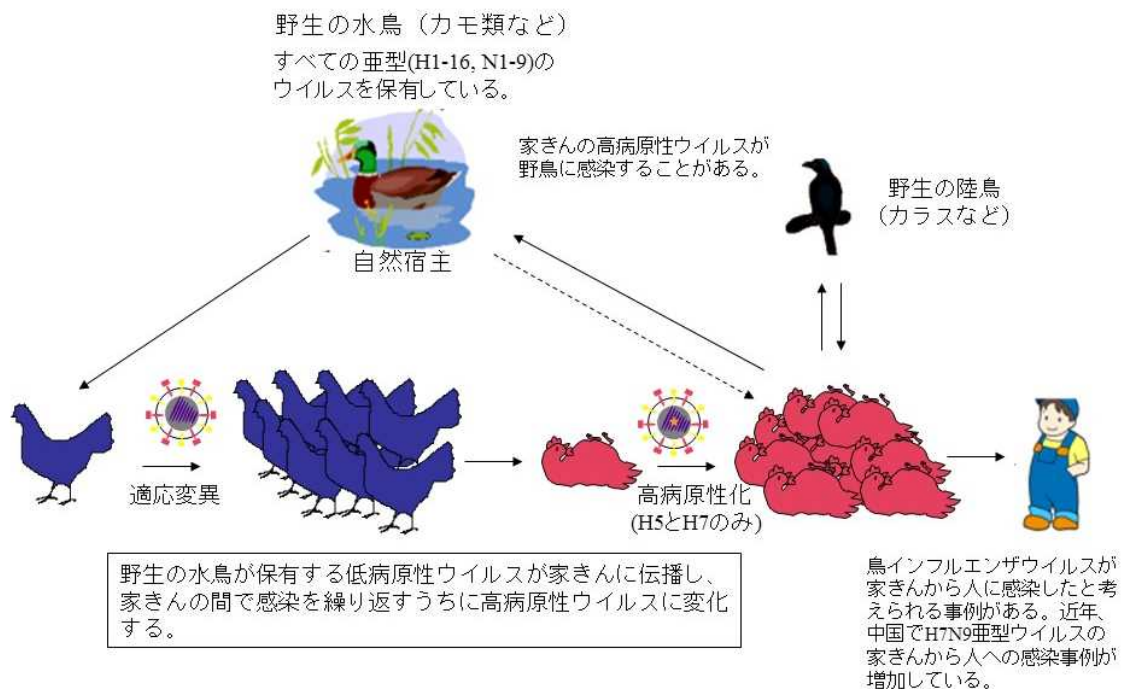 野生の水鳥（カモ類など）
すべての亜型(H1-16, N1-9)の
ウイルスを保有している。
家きんの高病原性ウイルスが
野鳥に感染することがある。
野生の陸鳥
（カラスなど）
自然宿主
適応変異
高病原性化
(H5とH7のみ)
野生の水鳥が保有する低病原性ウイルスが家きんに伝播し、
家きんの間で感染を繰り返すうちに高病原性ウイルスに変化
する。
鳥インフルエンザウイルスが
家きんから人に感染したと考
えられる事例がある。近年、
中国でH7N9亜型ウイルスの
家きんから人への感染事例が
増加している。